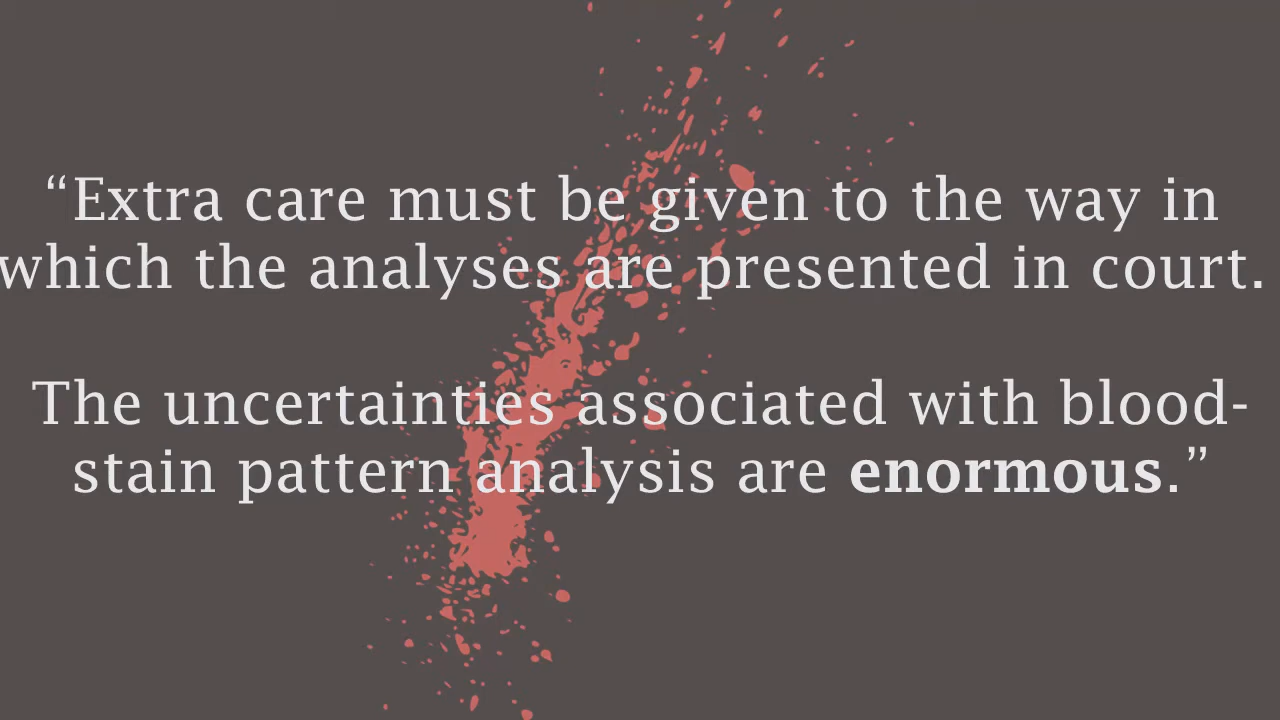 “Extra care must be given to the way in
which the analyses are presented in court.
The uncertainties associated with blood-
stain pattern analysis are enormous.”